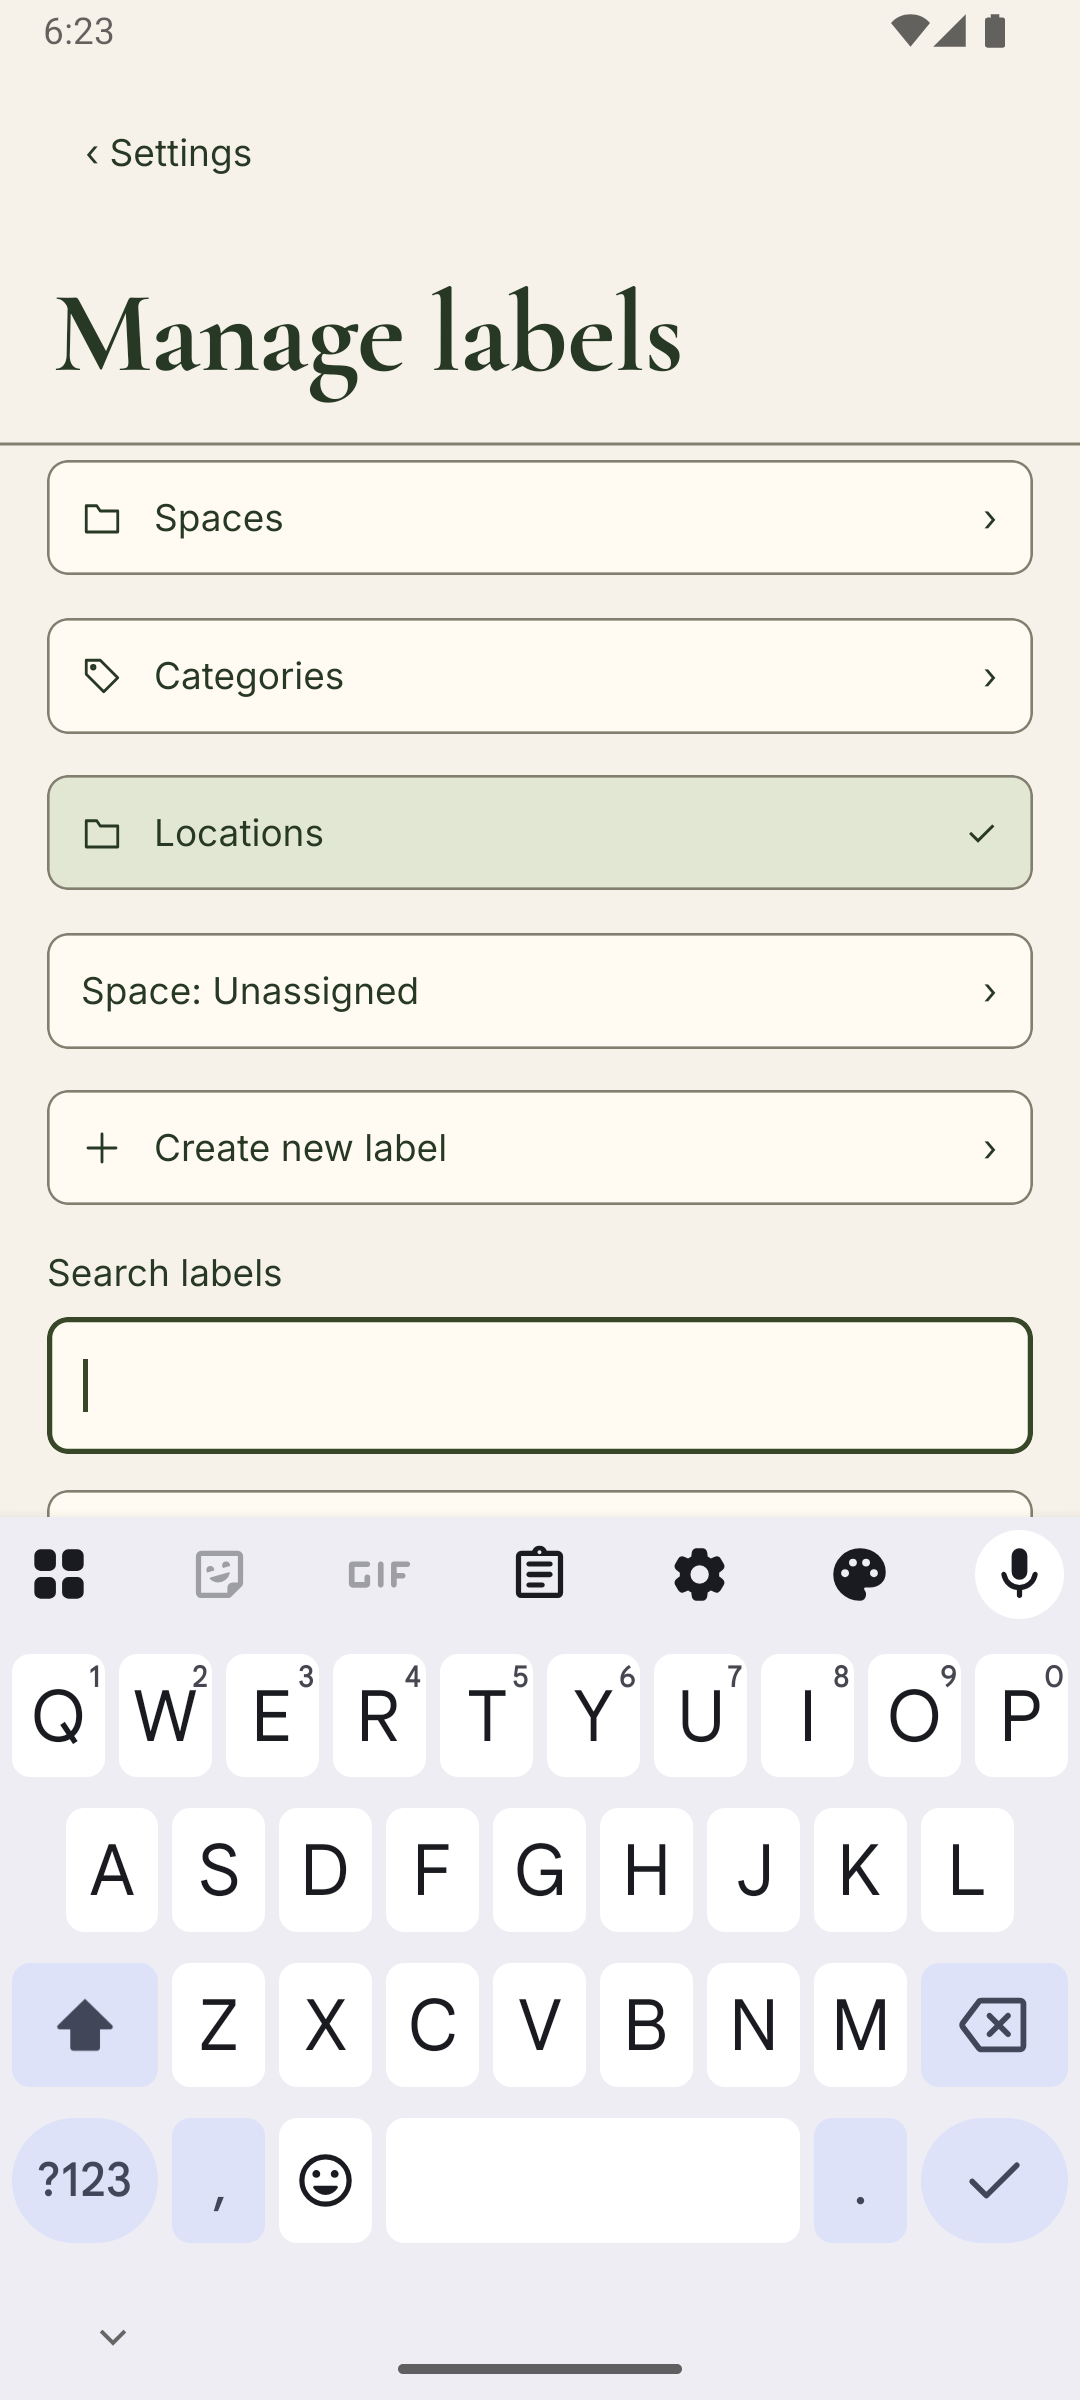 6:23
‹ Settings
Manage labels
Spaces ›
Categories ›
Locations
Space: Unassigned ›
Create new label ›
Search labels
GIF
Q1 W2 E3 R4 T5 Y6 U7 I8 O9 P0
A S D F G H J K L
Z X C V B N M
?123 , .